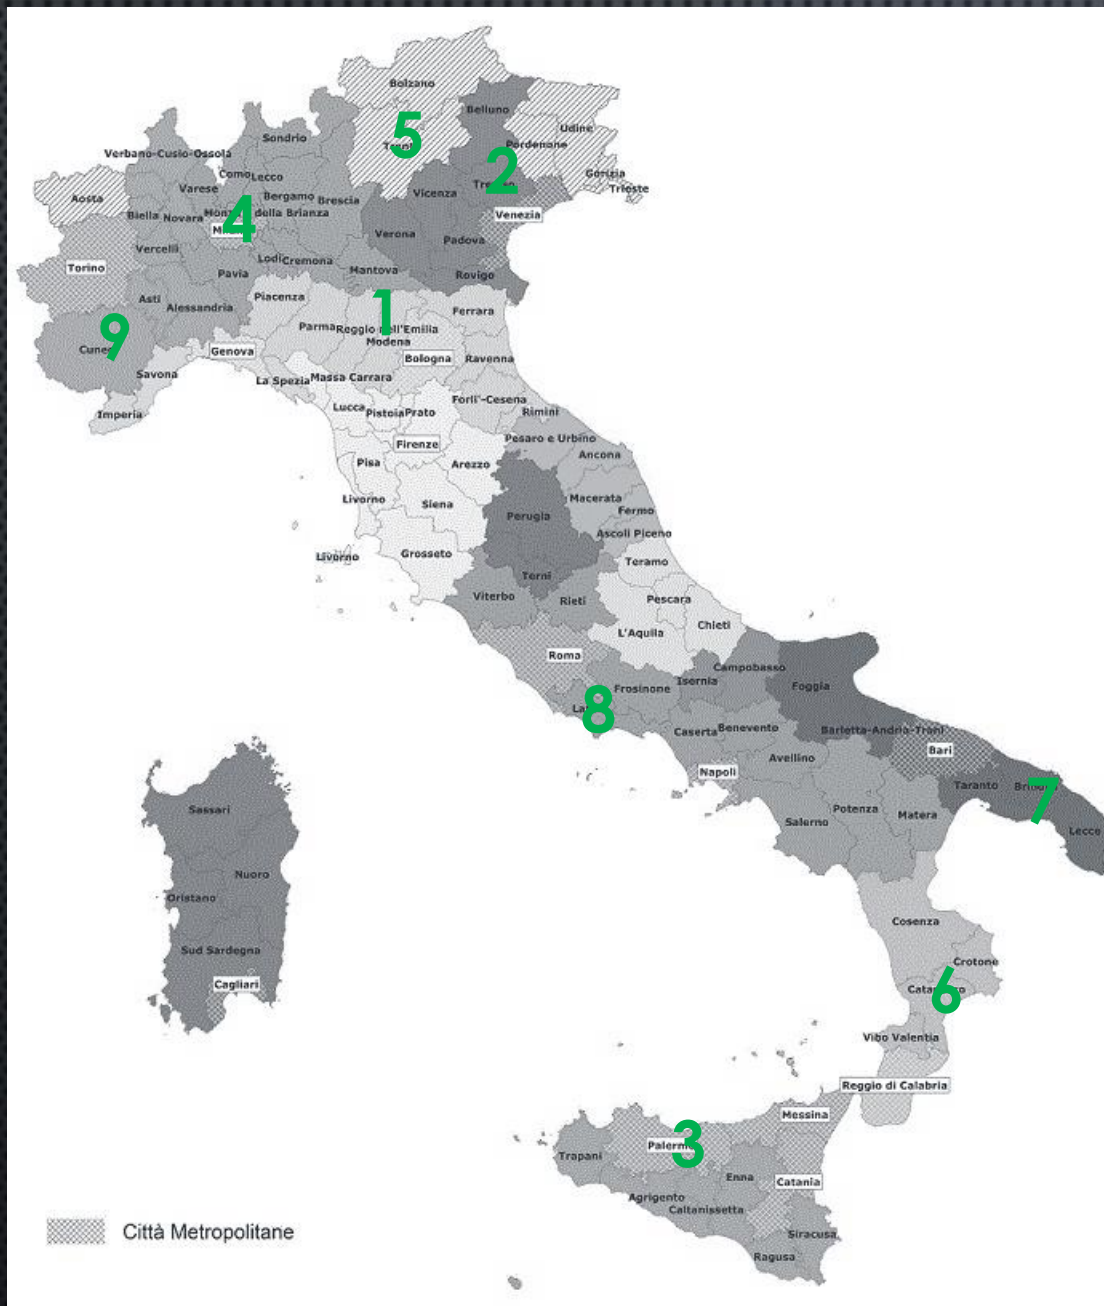 Bolzano
Belluno
5
Udine
Sondrio
Pordenone
Verbano-Cusio-Ossola
2
Como
Lecco
Gorizia
Varese
Trieste
Aosta
Bergamo
Brescia
Vicenza
Biella
Novara
4
della Brianza
Venezia
Verona
Padova
Vercelli
Torino
Lodi
Cremona
Mantova
Pavia
Rovigo
Asti
Piacenza
1
Alessandria
Ferrara
Parma
Reggio nell'Emilia
9
Modena
Genova
Bologna
Ravenna
Savona
La Spezia
Massa Carrara
Forli'-Cesena
Imperia
Lucca
Pistoia
Prato
Rimini
Firenze
Pesaro e Urbino
Ancona
Pisa
Arezzo
Livorno
Siena
Macerata
Fermo
Perugia
Ascoli Piceno
Livorno
Grosseto
Teramo
Terni
Viterbo
Rieti
Pescara
Chieti
L'Aquila
Roma
Campobasso
Isernia
Frosinone
Foggia
8
Caserta
Benevento
Barletta-Andria-Trani
Bari
Avellino
Napoli
Taranto
7
Sassari
Potenza
Matera
Salerno
Lecce
Nuoro
Oristano
Cosenza
Sud Sardegna
Crotone
Cagliari
6
Vibo Valentia
Reggio di Calabria
Messina
3
Trapani
Enna
Catania
Agrigento
Caltanissetta
Siracusa
Ragusa
Città Metropolitane